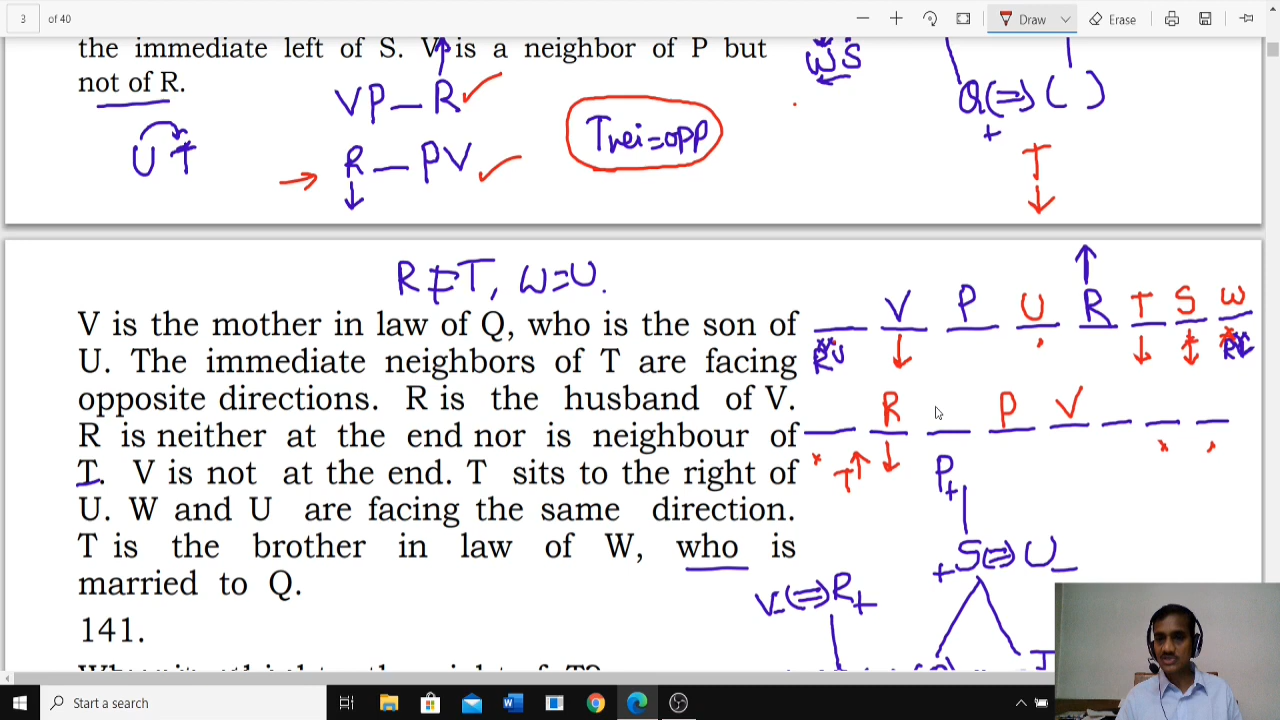 3 of 40
Draw
Erase
the immediate left of S. V is a neighbor of P but
not of R.
W S
V P _ R
R _ P V
U T
T nei = opp
Q ( )
+
T
R ∉ T, W = U.
V P U R T S W
R U
R P V
T
V is the mother in law of Q, who is the son of
U. The immediate neighbors of T are facing
opposite directions. R is the husband of V.
R is neither at the end nor is neighbour of
T. V is not at the end. T sits to the right of
U. W and U are facing the same direction.
T is the brother in law of W, who is
married to Q.
P+
+S ⇔ U_
V- ⇔ R+
141.
Start a search